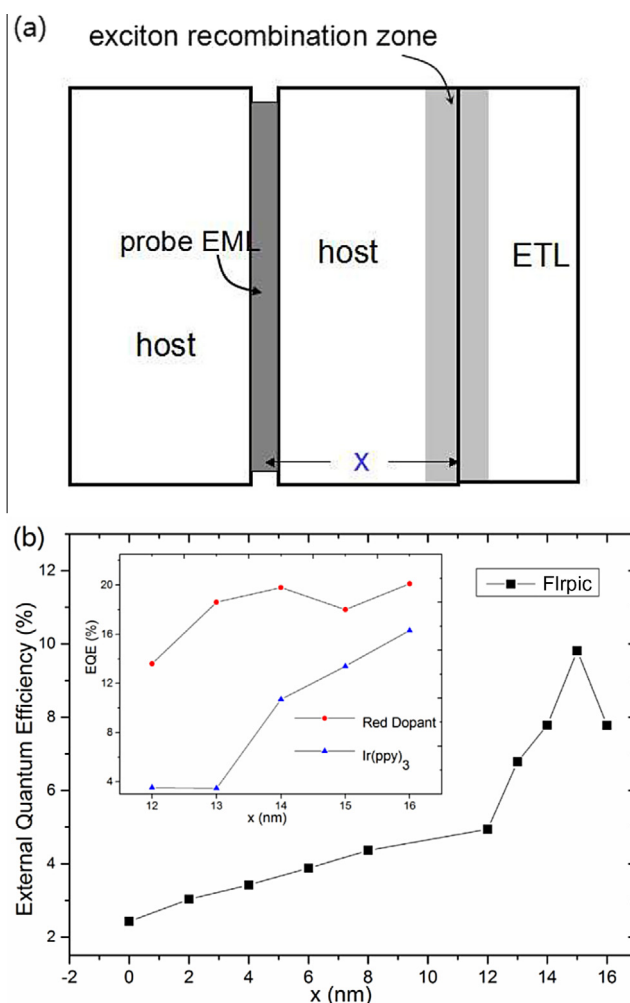 (a)
exciton recombination zone
probe EML
host
host
ETL
X
(b)
External Quantum Efficiency (%)
12
10
8
6
4
2
-2 0 2 4 6 8 10 12 14 16
x (nm)
FIrpic
EQE (%)
20
16
12
8
4
12 13 14 15 16
x (nm)
Red Dopant
Ir(ppy)3